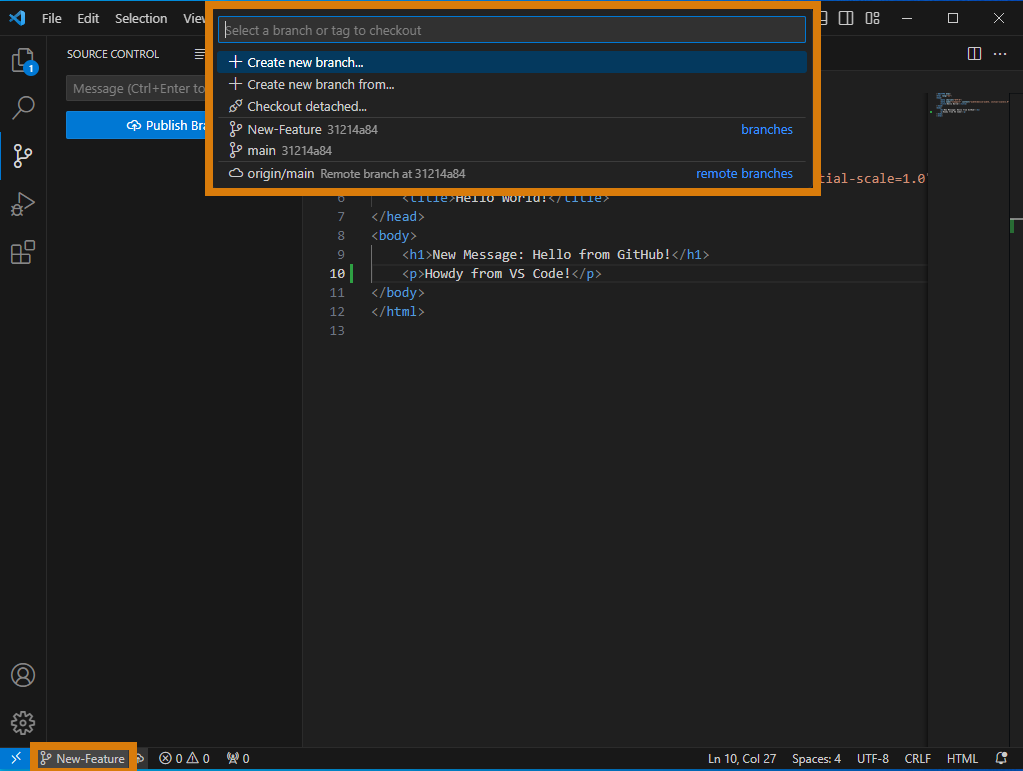 File Edit Selection View
Select a branch or tag to checkout
Create new branch...
Create new branch from...
Checkout detached...
New-Feature 31214a84 branches
main 31214a84
origin/main Remote branch at 31214a84 remote branches
1
SOURCE CONTROL
Message (Ctrl+Enter to
Publish Bra
tial-scale=1.0
6 <title>Hello World!</title>
7 </head>
8 <body>
9 <h1>New Message: Hello from GitHub!</h1>
10 <p>Howdy from VS Code!</p>
11 </body>
12 </html>
13
New-Feature 0 0 0 Ln 10, Col 27 Spaces: 4 UTF-8 CRLF HTML